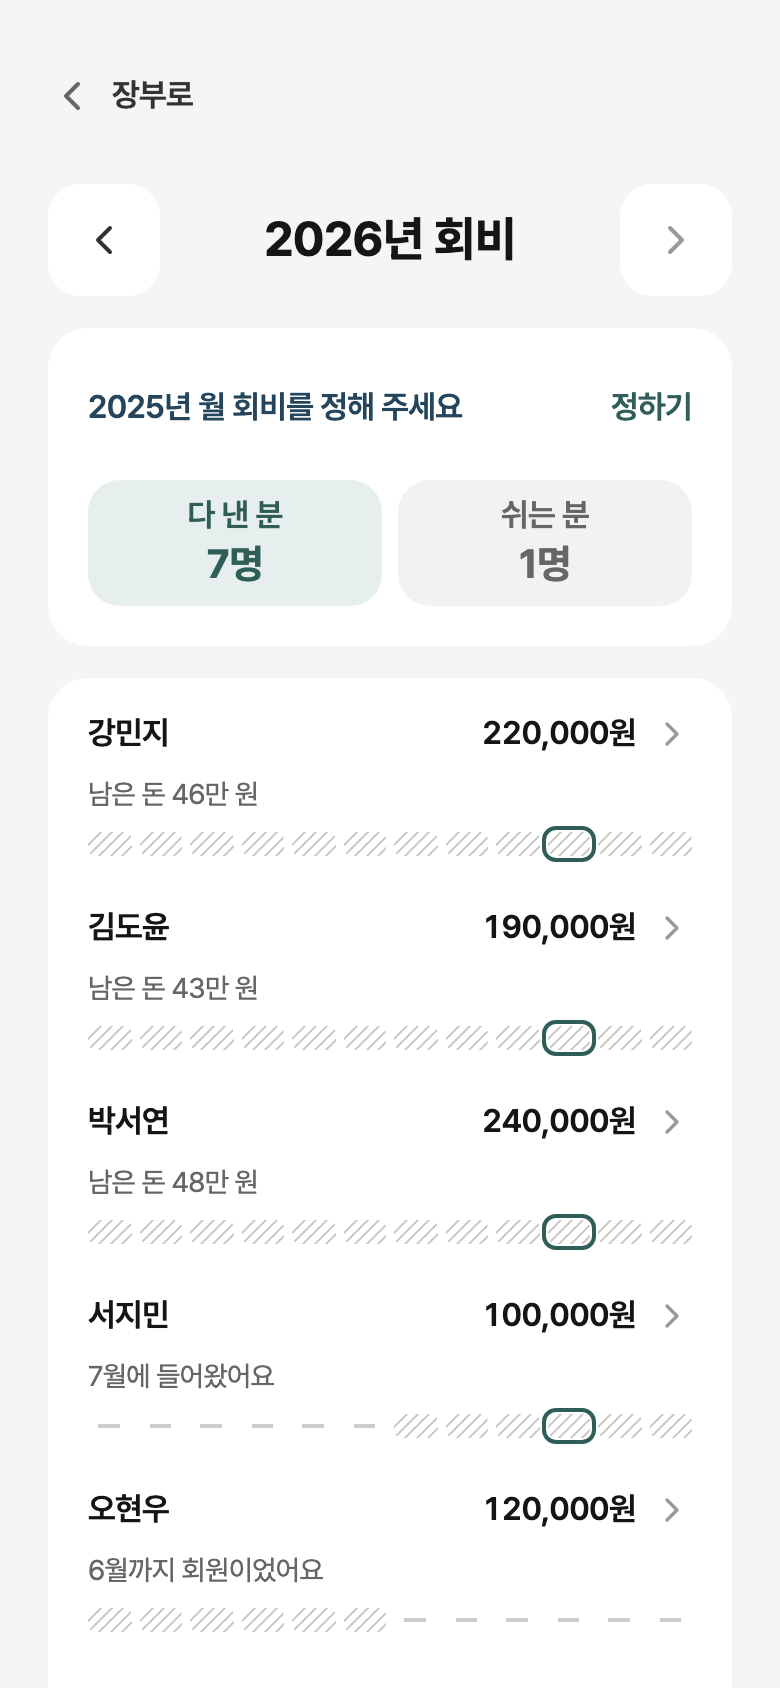 장부로
2026년 회비
2025년 월 회비를 정해 주세요 정하기
다 낸 분 쉬는 분
7명 1명
강민지 220,000원
남은 돈 46만 원
김도윤 190,000원
남은 돈 43만 원
박서연 240,000원
남은 돈 48만 원
서지민 100,000원
7월에 들어왔어요
오현우 120,000원
6월까지 회원이었어요